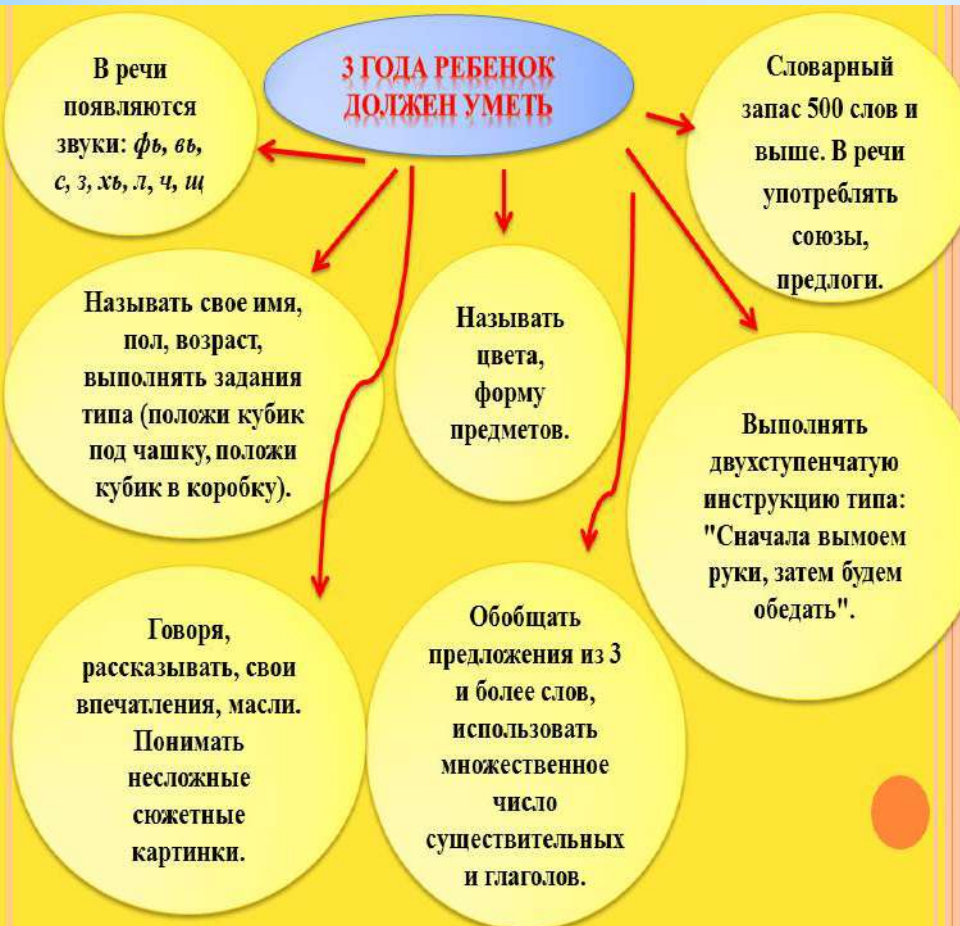 3 ГОДА РЕБЕНОК
ДОЛЖЕН УМЕТЬ
В речи
появляются
звуки: фь, вь,
с, з, хь, л, ч, щ
Словарный
запас 500 слов и
выше. В речи
употреблять
союзы,
предлоги.
Называть свое имя,
пол, возраст,
выполнять задания
типа (положи кубик
под чашку, положи
кубик в коробку).
Называть
цвета,
форму
предметов.
Выполнять
двухступенчатую
инструкцию типа:
"Сначала вымоем
руки, затем будем
обедать".
Говоря,
рассказывать, свои
впечатления, масли.
Понимать
несложные
сюжетные
картинки.
Обобщать
предложения из 3
и более слов,
использовать
множественное
число
существительных
и глаголов.